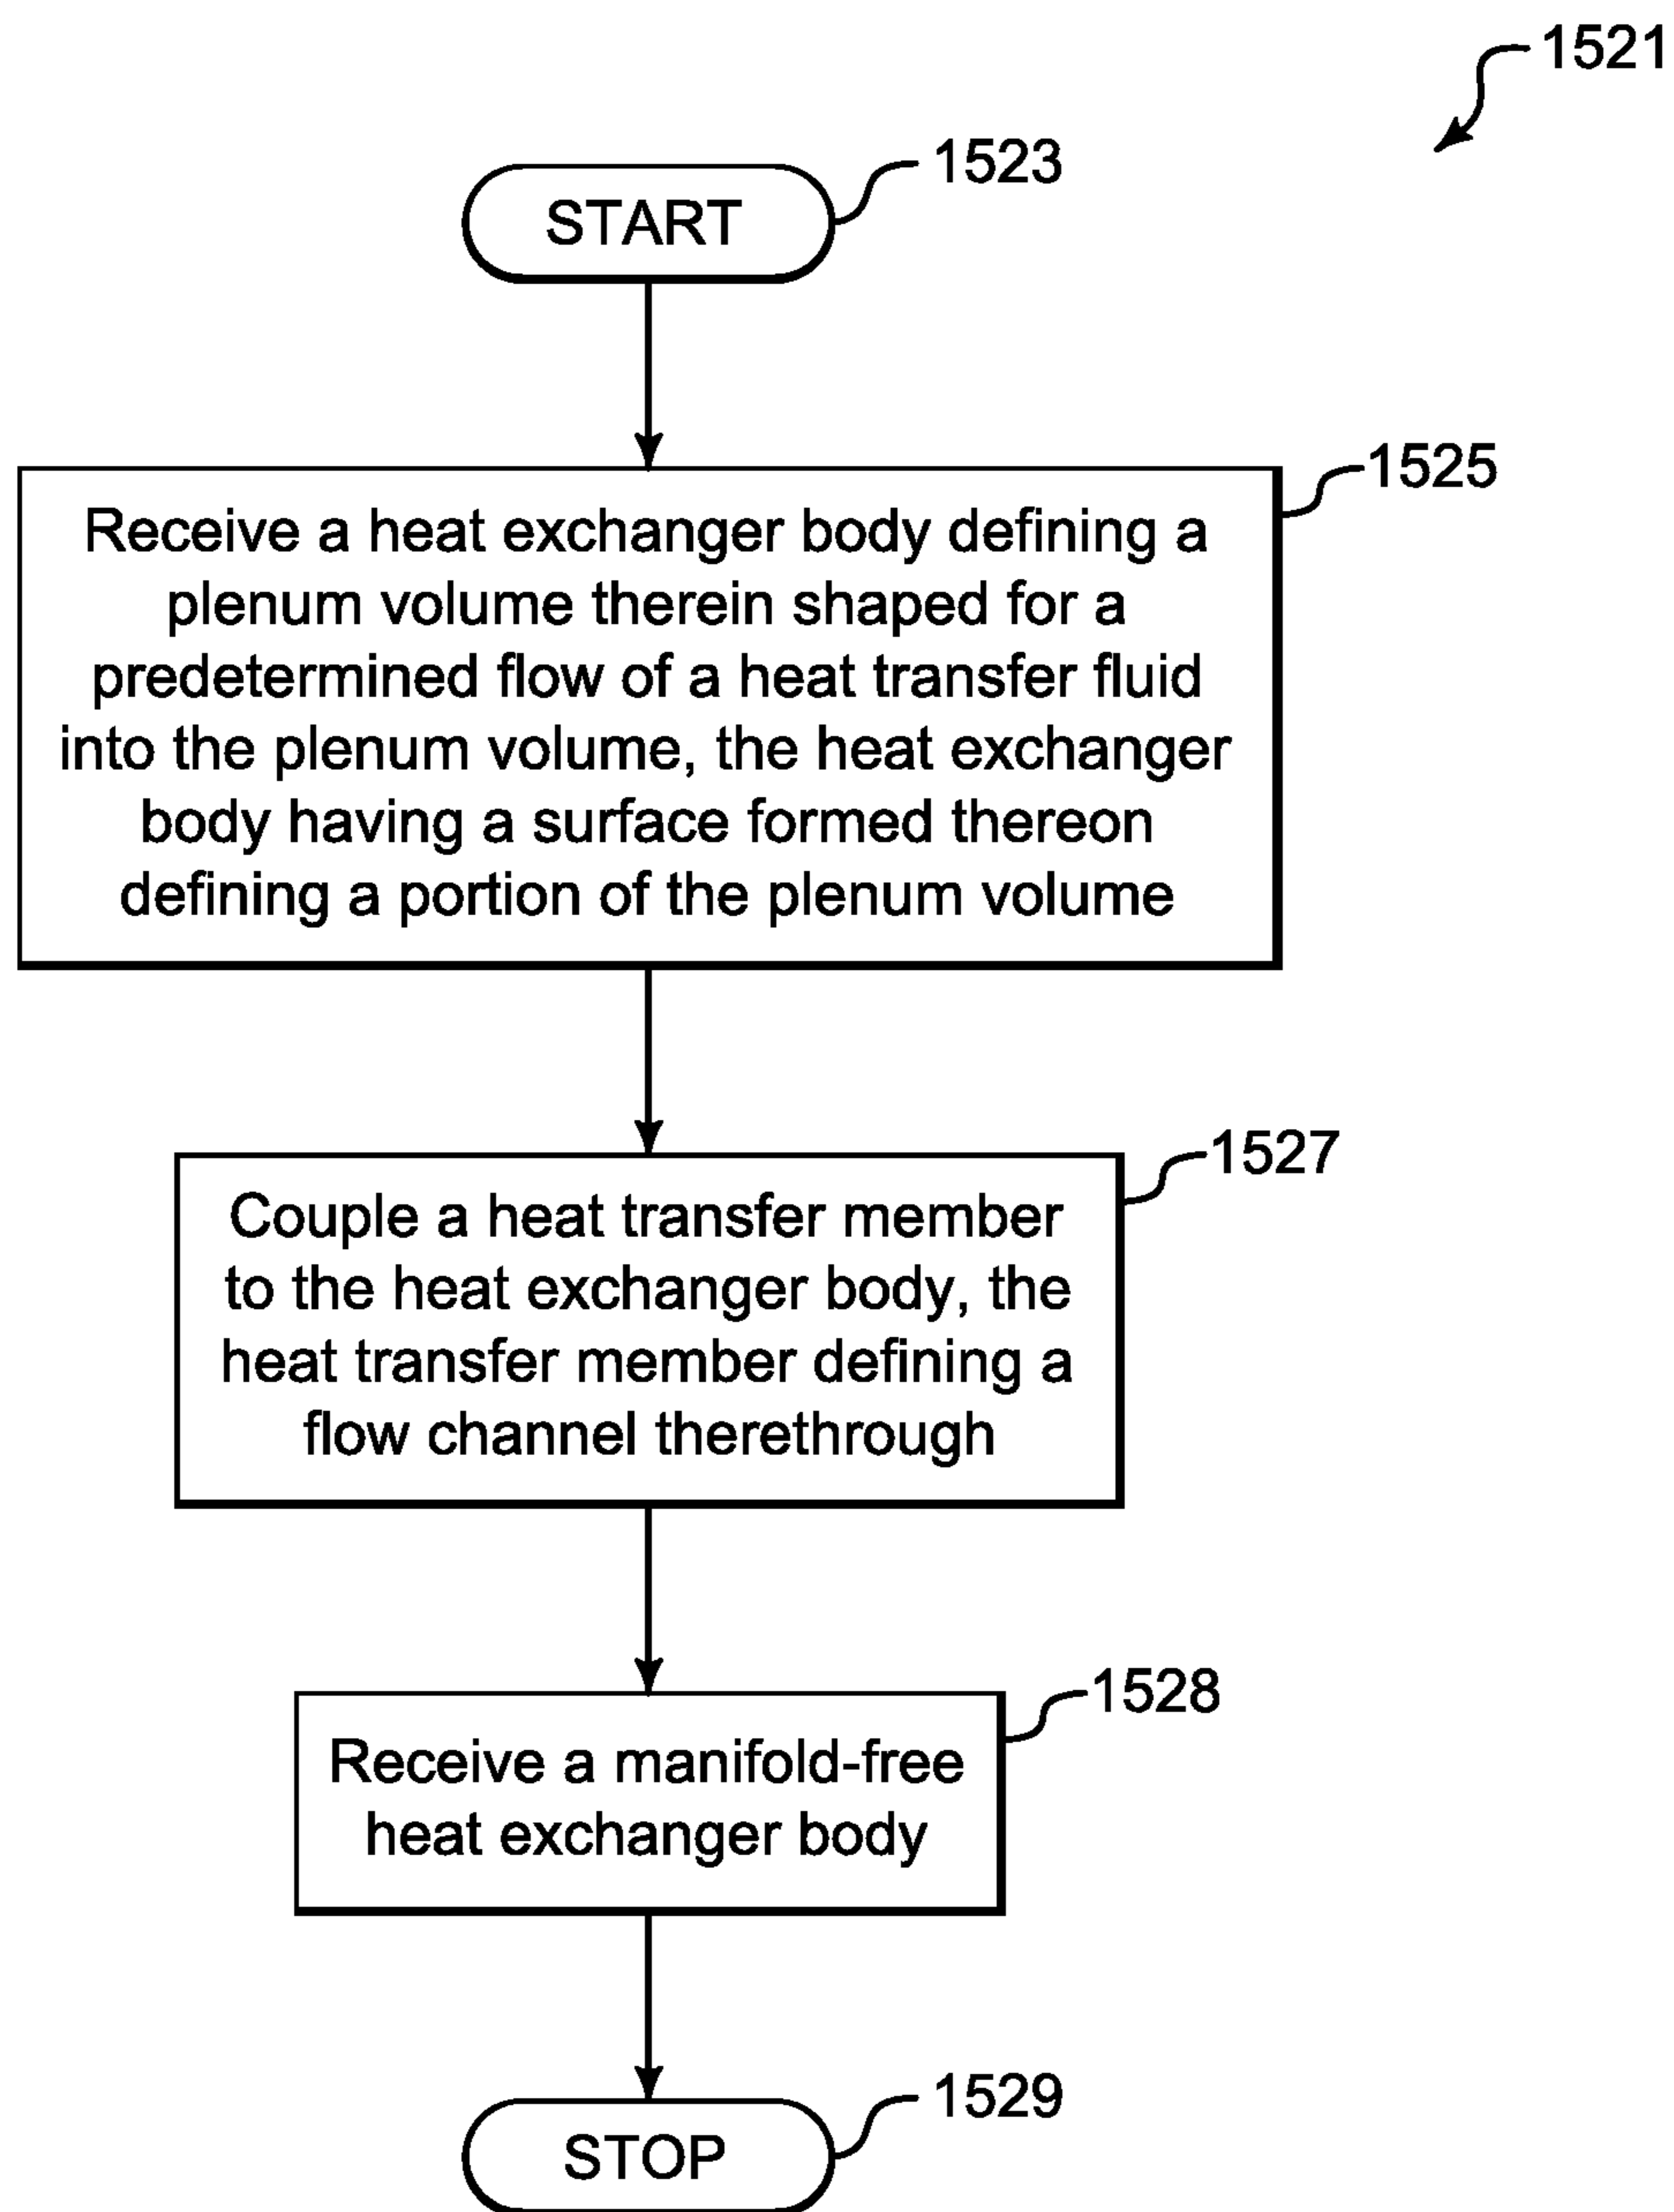 1521
1523
START
1525
Receive a heat exchanger body defining a
plenum volume therein shaped for a
predetermined flow of a heat transfer fluid
into the plenum volume, the heat exchanger
body having a surface formed thereon
defining a portion of the plenum volume
1527
Couple a heat transfer member
to the heat exchanger body, the
heat transfer member defining a
flow channel therethrough
1528
Receive a manifold-free
heat exchanger body
1529
STOP